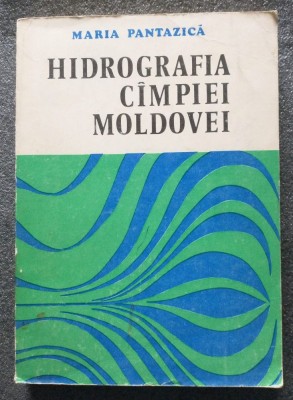 MARIA PANTAZICĂ
HIDROGRAFIA
CÎMPIEI
MOLDOVEI